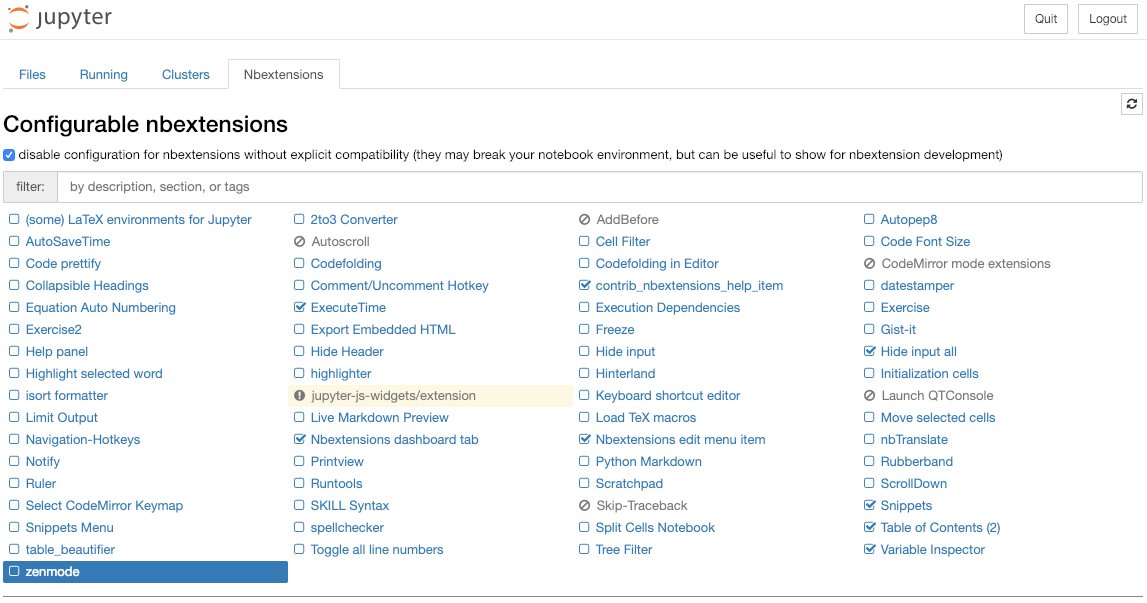 jupyter
Quit
Logout
Files
Running
Clusters
Nbextensions
Configurable nbextensions
disable configuration for nbextensions without explicit compatibility (they may break your notebook environment, but can be useful to show for nbextension development)
filter:
by description, section, or tags
(some) LaTeX environments for Jupyter
2to3 Converter
AddBefore
Autopep8
AutoSaveTime
Autoscroll
Cell Filter
Code Font Size
Code prettify
Codefolding
Codefolding in Editor
CodeMirror mode extensions
Collapsible Headings
Comment/Uncomment Hotkey
contrib_nbextensions_help_item
datestamper
Equation Auto Numbering
ExecuteTime
Execution Dependencies
Exercise
Exercise2
Export Embedded HTML
Freeze
Gist-it
Help panel
Hide Header
Hide input
Hide input all
Highlight selected word
highlighter
Hinterland
Initialization cells
isort formatter
jupyter-js-widgets/extension
Keyboard shortcut editor
Launch QTConsole
Limit Output
Live Markdown Preview
Load TeX macros
Move selected cells
Navigation-Hotkeys
Nbextensions dashboard tab
Nbextensions edit menu item
nbTranslate
Notify
Printview
Python Markdown
Rubberband
Ruler
Runtools
Scratchpad
ScrollDown
Select CodeMirror Keymap
SKILL Syntax
Skip-Traceback
Snippets
Snippets Menu
spellchecker
Split Cells Notebook
Table of Contents (2)
table_beautifier
Toggle all line numbers
Tree Filter
Variable Inspector
zenmode